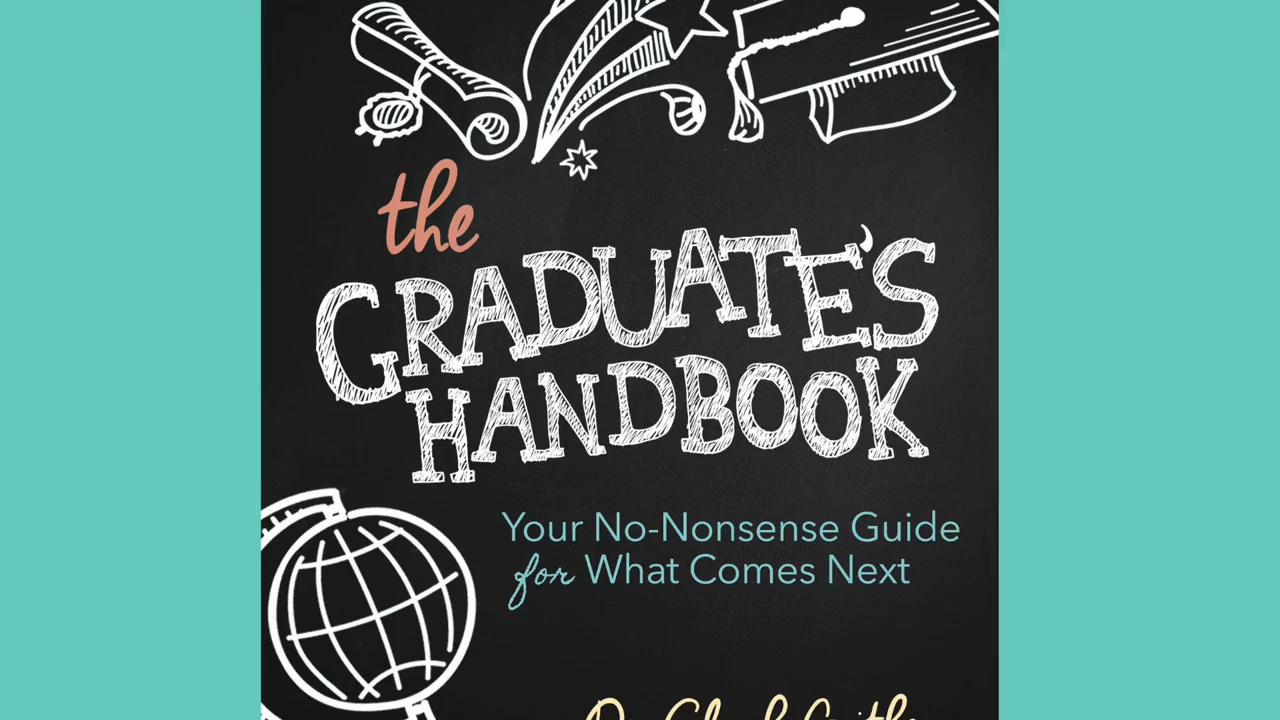 the
GRADUATE'S
HANDBOOK
Your No-Nonsense Guide
for What Comes Next